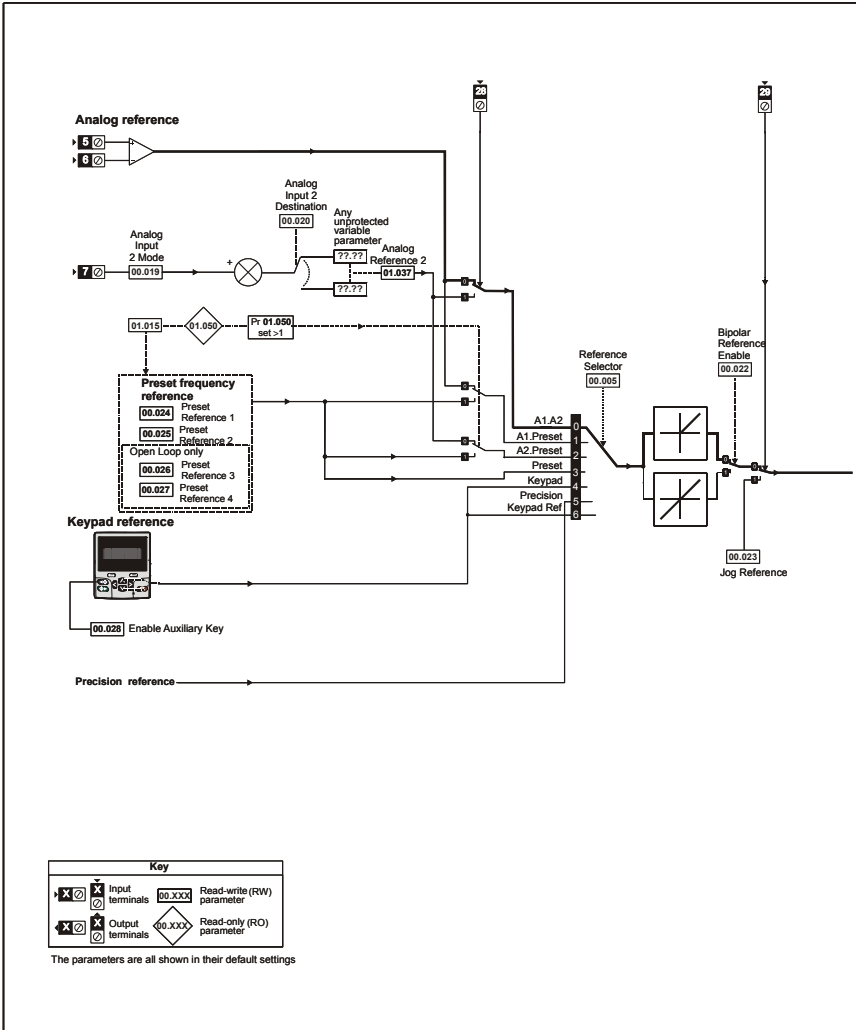 28
29
Analog reference
5
6
+
-
Analog
Input 2
Destination
00.020
Any
unprotected
variable
parameter
??.??
??.??
Analog
Reference 2
01.037
Analog
Input
2 Mode
7
00.019
+
0
1
01.015
01.050
Pr 01.050
set >1
Preset frequency
reference
00.024
Preset
Reference 1
00.025
Preset
Reference 2
Open Loop only
00.026
Preset
Reference 3
00.027
Preset
Reference 4
0
1
0
1
Reference
Selector
00.005
A1.A2
0
A1.Preset
1
A2.Preset
2
Preset
3
Keypad
4
Precision
5
Keypad Ref
6
Bipolar
Reference
Enable
00.022
0
1
0
1
00.023
Jog Reference
Keypad reference
00.028
Enable Auxiliary Key
Precision reference
Key
X
X
Input
terminals
00.XXX
Read-write (RW)
parameter
X
X
Output
terminals
00.XXX
Read-only (RO)
parameter
The parameters are all shown in their default settings